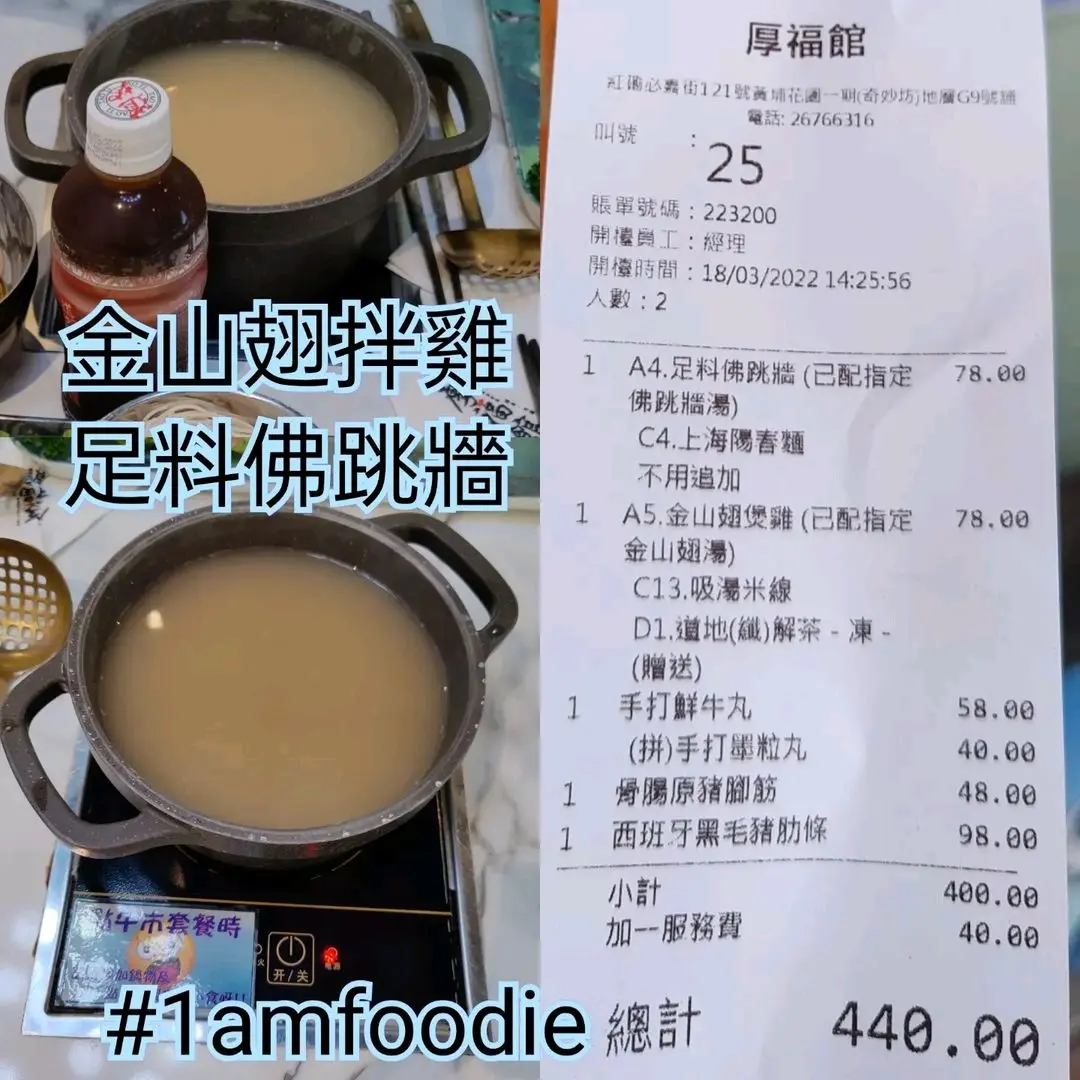 金山翅拌雞
足料佛跳牆
點午市套餐時
开/关
#1amfoodie
厚福館
紅磡必嘉街121號黃埔花園一期(奇妙坊)地層G9號舖
電話: 26766316
叫號 : 25
賬單號碼 : 223200
開檯員工 : 經理
開檯時間 : 18/03/2022 14:25:56
人數 : 2
1 A4.足料佛跳牆 (已配指定 78.00
佛跳牆湯)
C4.上海陽春麵
不用追加
1 A5.金山翅煲雞 (已配指定 78.00
金山翅湯)
C13.吸湯米線
D1.道地(纖)解茶 - 凍 -
(贈送)
1 手打鮮牛丸 58.00
(拼)手打墨粒丸 40.00
1 骨腸原豬腳筋 48.00
1 西班牙黑毛豬肋條 98.00
小計 400.00
加一服務費 40.00
總計 440.00